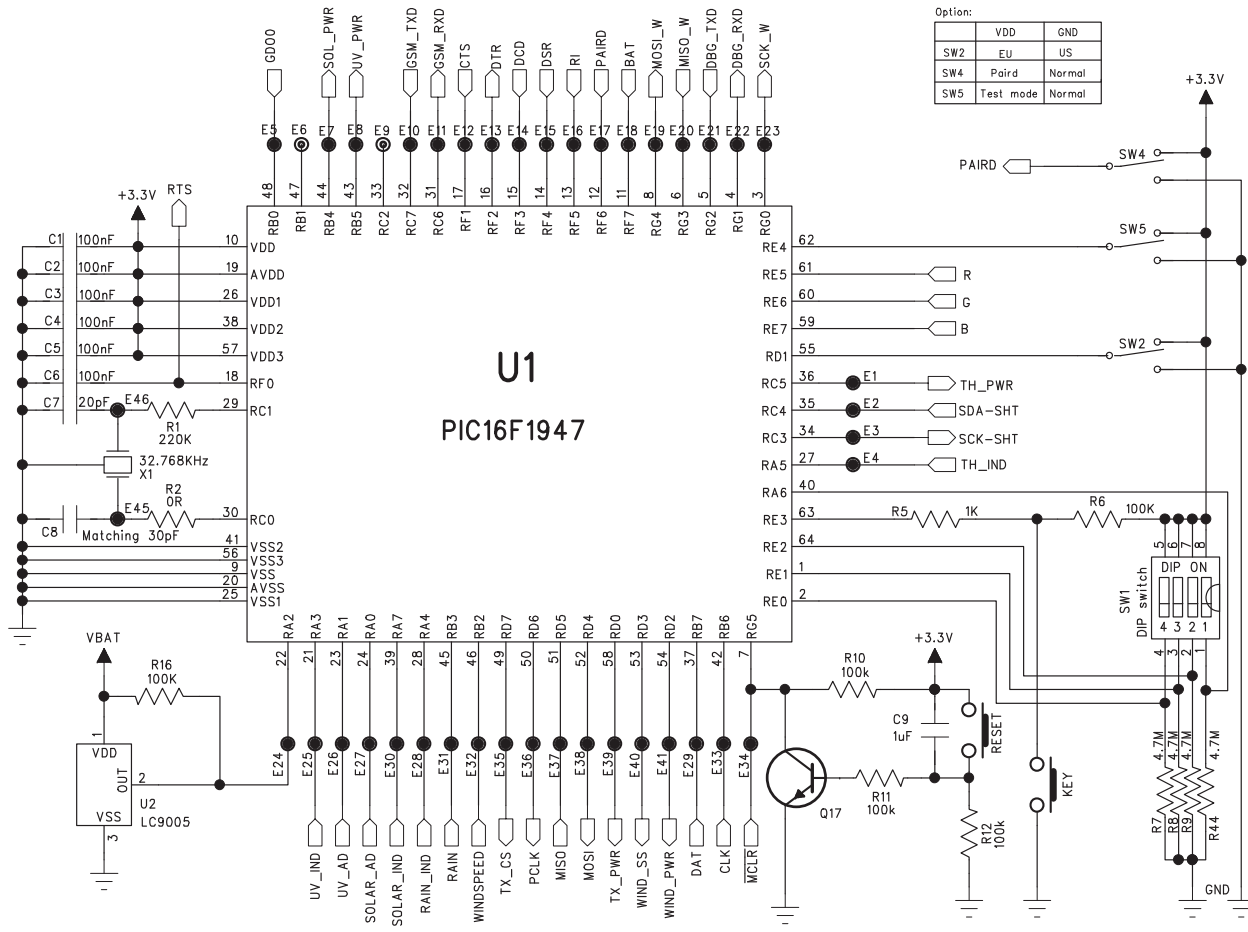 Option:
VDD GND
SW2 EU US
SW4 Paird Normal
SW5 Test mode Normal
GDO0 SOL_PWR UV_PWR GSM_TXD GSM_RXD CTS DTR DCD DSR RI PAIRD BAT MOSI_W MISO_W DBG_TXD DBG_RXD SCK_W
E5 E6 E7 E8 E9 E10 E11 E12 E13 E14 E15 E16 E17 E18 E19 E20 E21 E22 E23
48 47 44 43 33 32 31 17 16 15 14 13 12 11 8 6 5 4 3
RB0 RB1 RB4 RB5 RC2 RC7 RC6 RF1 RF2 RF3 RF4 RF5 RF6 RF7 RG4 RG3 RG2 RG1 RG0
+3.3V RTS
C1 100nF 10 VDD
C2 100nF 19 AVDD
C3 100nF 26 VDD1
C4 100nF 38 VDD2
C5 100nF 57 VDD3
C6 100nF 18 RF0
C7 20pF E46 29 RC1
R1
220K
32.768KHz
X1
R2
0R
E45 30 RC0
C8 Matching 30pF
41 VSS2
56 VSS3
9 VSS
20 AVSS
25 VSS1
U1
PIC16F1947
+3.3V
PAIRD SW4
RE4 62 SW5
RE5 61 R
RE6 60 G
RE7 59 B
RD1 55 SW2
RC5 36 E1 TH_PWR
RC4 35 E2 SDA-SHT
RC3 34 E3 SCK-SHT
RA5 27 E4 TH_IND
RA6 40
RE3 63 R5 1K R6 100K
RE2 64
RE1 1
RE0 2
5 6 7 8
DIP ON
4 3 2 1
SW1
DIP switch
4 3 2 1
4.7M 4.7M 4.7M 4.7M
R7 R8 R9 R44
GND
RA2 RA3 RA1 RA0 RA7 RA4 RB3 RB2 RD7 RD6 RD5 RD4 RD0 RD3 RD2 RB7 RB6 RG5
22 21 23 24 39 28 45 46 49 50 51 52 58 53 54 37 42 7
E24 E25 E26 E27 E30 E28 E31 E32 E35 E36 E37 E38 E39 E40 E41 E29 E33 E34
UV_IND UV_AD SOLAR_AD SOLAR_IND RAIN_IND RAIN WINDSPEED TX_CS PCLK MISO MOSI TX_PWR WIND_SS WIND_PWR DAT CLK MCLR
VBAT
R16
100K
1
VDD
OUT 2
VSS
3
U2
LC9005
+3.3V
R10
100k
C9
1uF
RESET
Q17
R11
100k
R12
100k
KEY